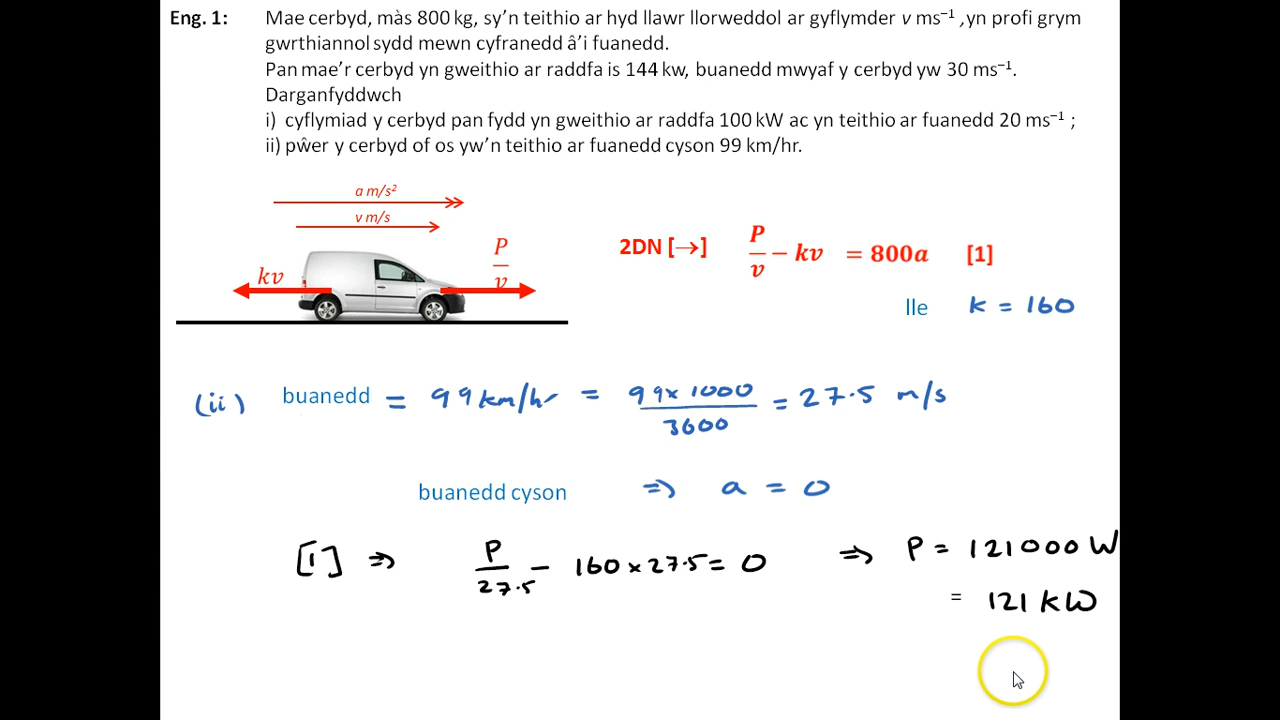 Eng. 1: Mae cerbyd, màs 800 kg, sy’n teithio ar hyd llawr llorweddol ar gyflymder v ms⁻¹ ,yn profi grym
gwrthiannol sydd mewn cyfranedd â’i fuanedd.
Pan mae’r cerbyd yn gweithio ar raddfa is 144 kw, buanedd mwyaf y cerbyd yw 30 ms⁻¹.
Darganfyddwch
i) cyflymiad y cerbyd pan fydd yn gweithio ar raddfa 100 kW ac yn teithio ar fuanedd 20 ms⁻¹ ;
ii) pŵer y cerbyd of os yw’n teithio ar fuanedd cyson 99 km/hr.
a m/s²
v m/s
kv
P/v
2DN [→] P/v − kv = 800a [1]
lle k = 160
(ii) buanedd = 99 km/hr = 99 x 1000/3600 = 27.5 m/s
buanedd cyson ⇒ a = 0
[1] ⇒ P/27.5 − 160 x 27.5 = 0 ⇒ P = 121000 W
= 121 kW